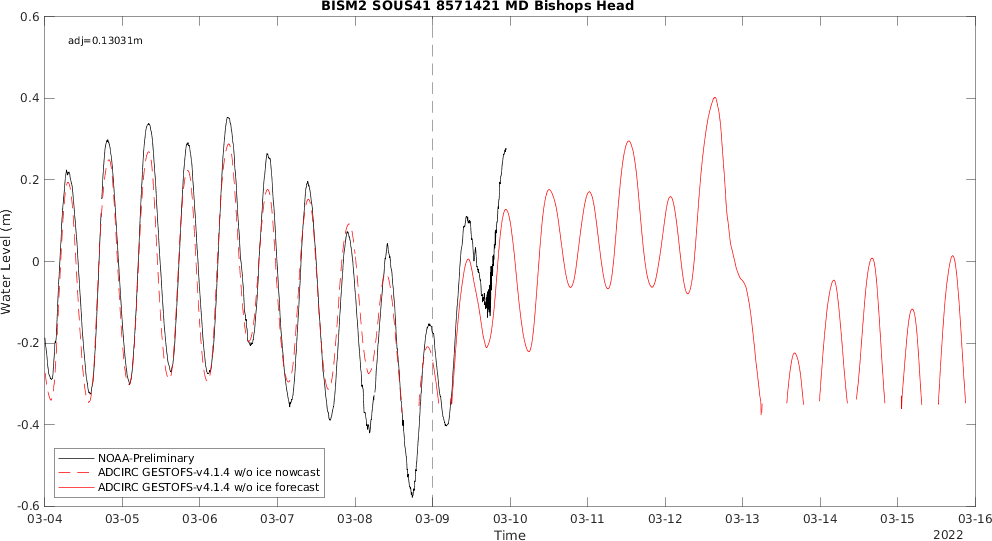 BISM2 SOUS41 8571421 MD Bishops Head
adj=0.13031m
0.6
0.4
0.2
0
-0.2
-0.4
-0.6
Water Level (m)
NOAA-Preliminary
ADCIRC GESTOFS-v4.1.4 w/o ice nowcast
ADCIRC GESTOFS-v4.1.4 w/o ice forecast
03-04 03-05 03-06 03-07 03-08 03-09 03-10 03-11 03-12 03-13 03-14 03-15 03-16
Time
2022